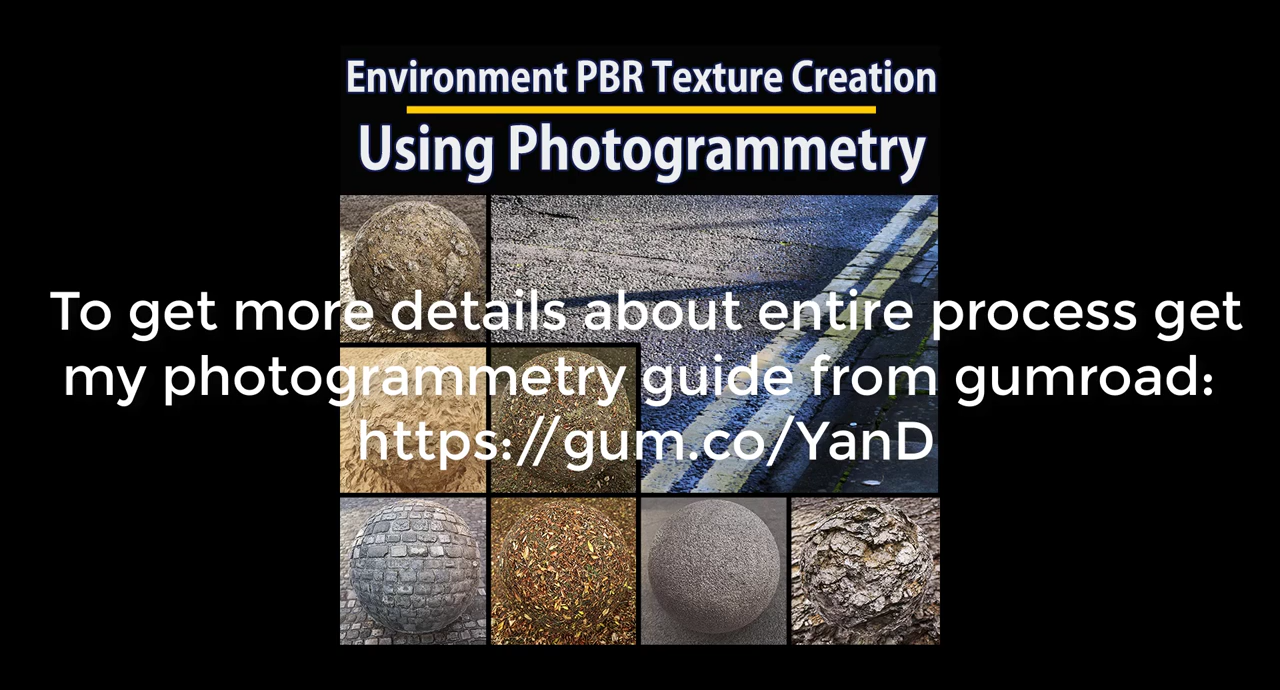 Environment PBR Texture Creation
Using Photogrammetry
To get more details about entire process get
my photogrammetry guide from gumroad:
https://gum.co/YanD